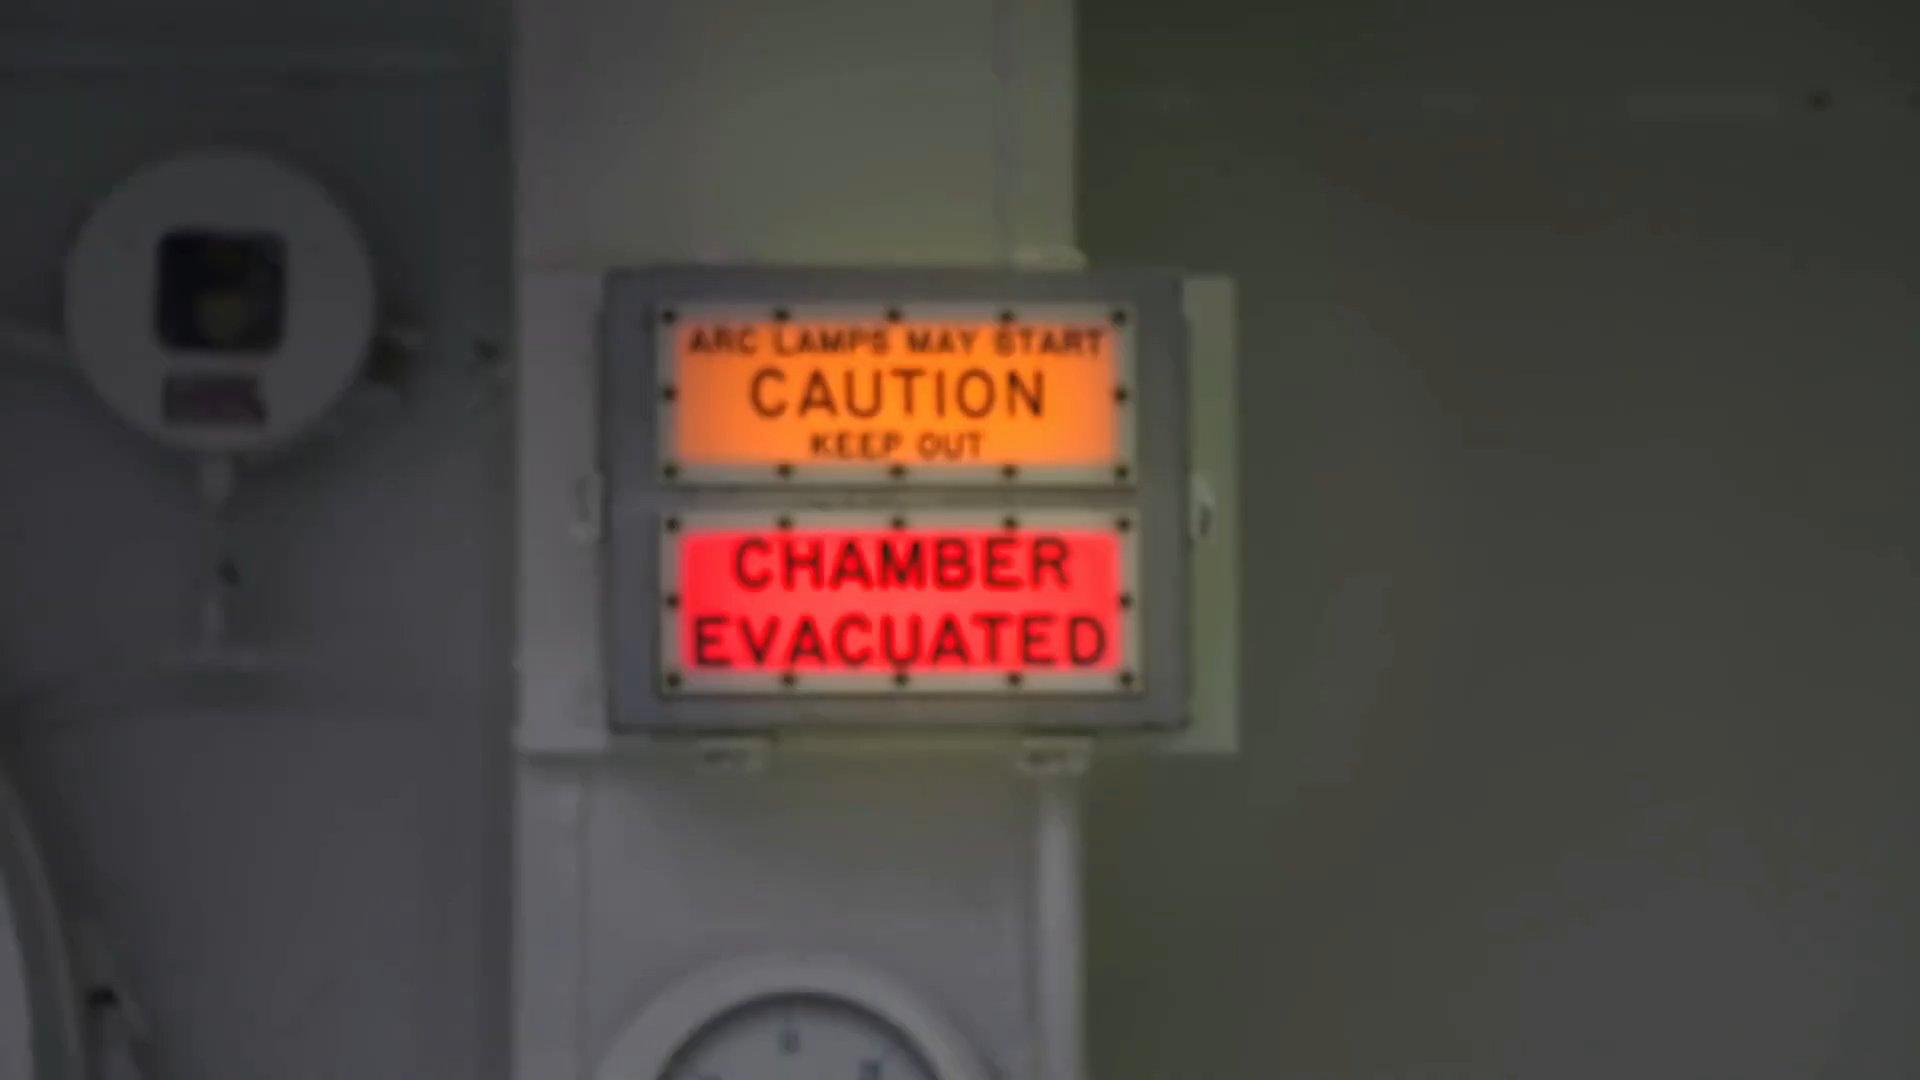 ARC LAMPS MAY START
CAUTION
KEEP OUT
CHAMBER
EVACUATED